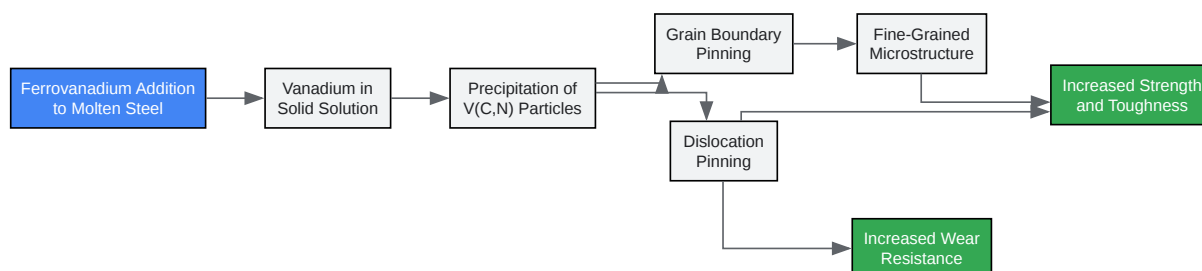 Ferrovanadium Addition
to Molten Steel
Vanadium in
Solid Solution
Precipitation of
V(C,N) Particles
Grain Boundary
Pinning
Fine-Grained
Microstructure
Dislocation
Pinning
Increased Strength
and Toughness
Increased Wear
Resistance